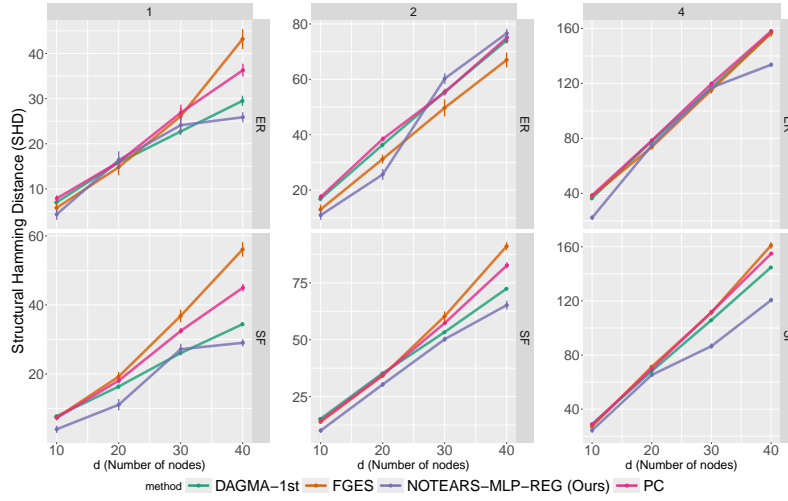 1 2 4
Structural Hamming Distance (SHD)
40
30
20
10
ER
80
60
40
20
ER
160
120
80
40
ER
60
40
20
SF
75
50
25
SF
160
120
80
40
10 20 30 40
10 20 30 40
10 20 30 40
d (Number of nodes) d (Number of nodes) d (Number of nodes)
method DAGMA-1st FGES NOTEARS-MLP-REG (Ours) PC